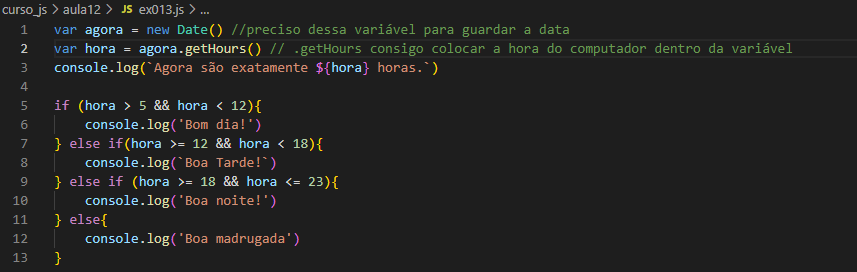 curso_js > aula12 > JS ex013.js > ...
1 var agora = new Date() //preciso dessa variável para guardar a data
2 var hora = agora.getHours() // .getHours consigo colocar a hora do computador dentro da variável
3 console.log(`Agora são exatamente ${hora} horas.`)
4
5 if (hora > 5 && hora < 12){
6     console.log('Bom dia!')
7 } else if(hora >= 12 && hora < 18){
8     console.log(`Boa Tarde!`)
9 } else if (hora >= 18 && hora <= 23){
10     console.log('Boa noite!')
11 } else{
12     console.log('Boa madrugada')
13 }